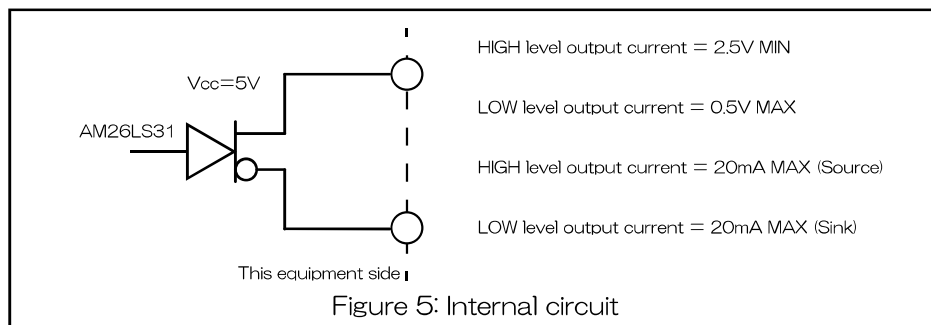 HIGH level output current = 2.5V MIN
Vcc=5V
LOW level output current = 0.5V MAX
AM26LS31
HIGH level output current = 20mA MAX (Source)
LOW level output current = 20mA MAX (Sink)
This equipment side
Figure 5: Internal circuit